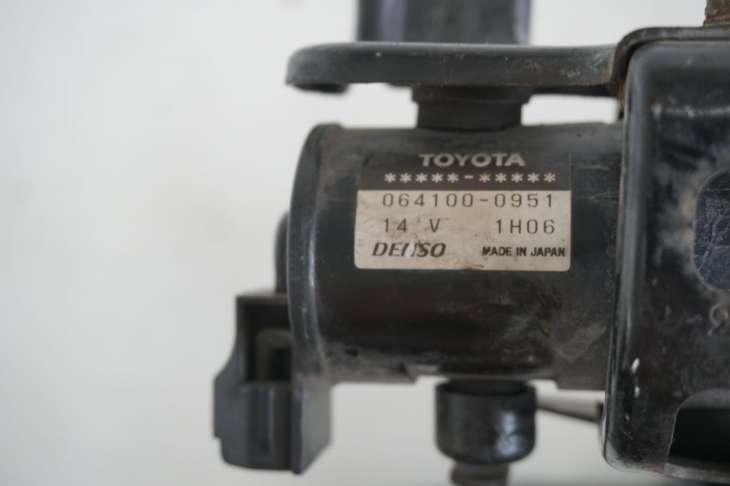 TOYOTA
*****-*****
064100-0951
14 V 1H06
DENSO MADE IN JAPAN